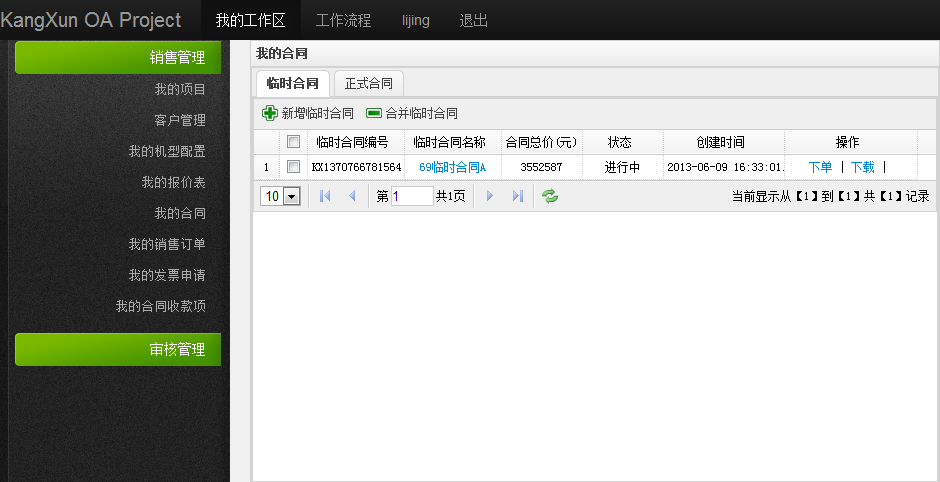 KangXun OA Project 我的工作区 工作流程 lijing 退出
销售管理
我的项目
客户管理
我的机型配置
我的报价表
我的合同
我的销售订单
我的发票申请
我的合同收款项
审核管理
我的合同
临时合同 正式合同
新增临时合同 合并临时合同
临时合同编号 临时合同名称 合同总价(元) 状态 创建时间 操作
1 KX1370766781564 69临时合同A 3552587 进行中 2013-06-09 16:33:01. 下单 | 下载 |
10 第 1 共1页 当前显示从【1】到【1】共【1】记录